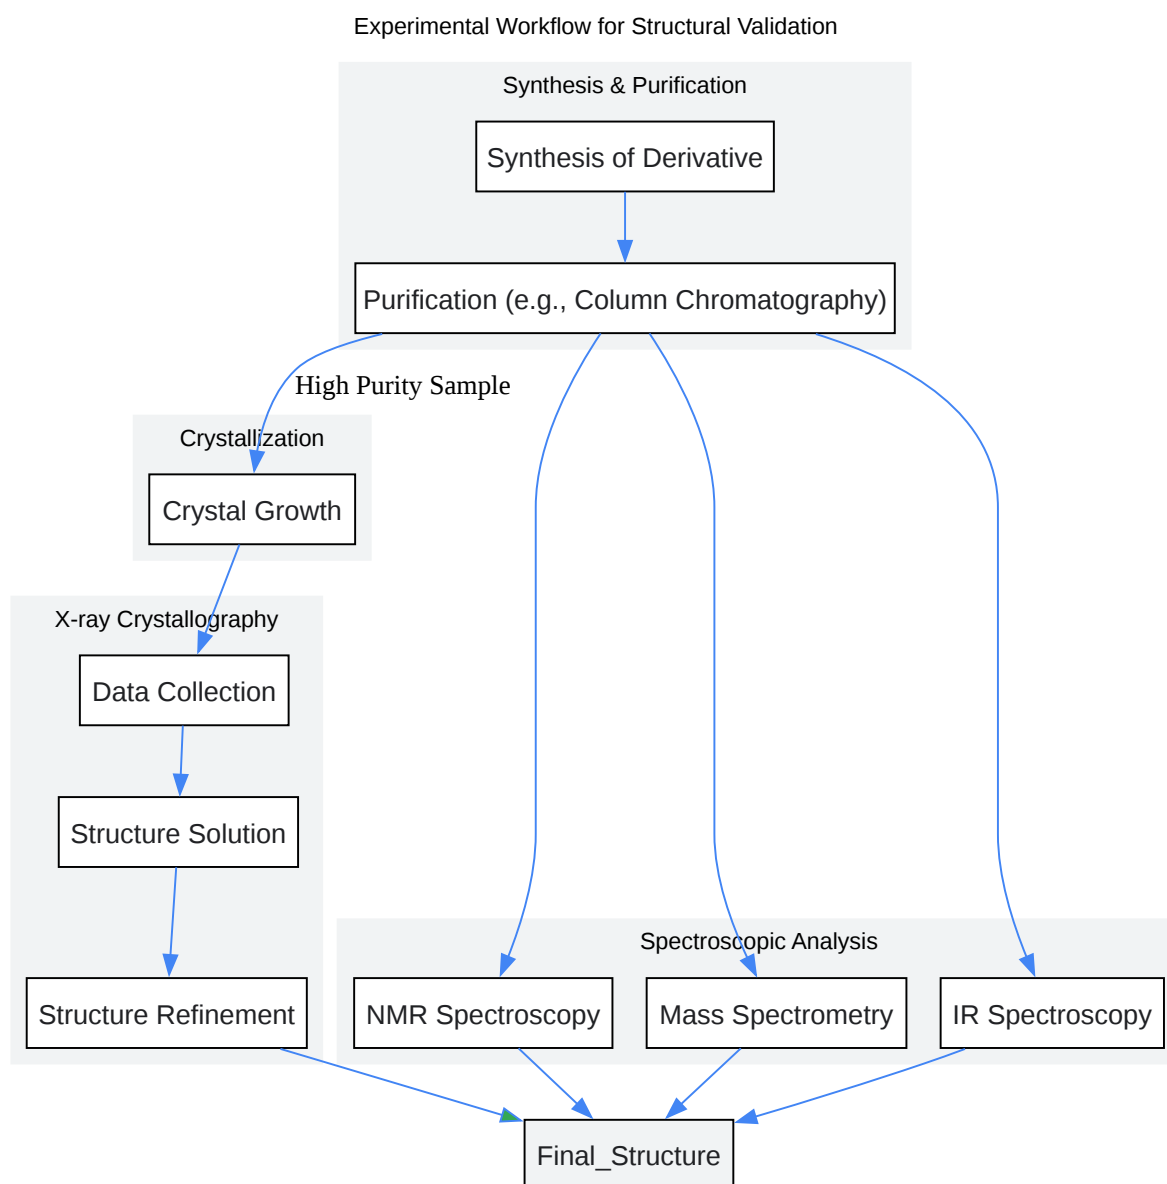 Experimental Workflow for Structural Validation
Synthesis & Purification
Synthesis of Derivative
Purification (e.g., Column Chromatography)
High Purity Sample
Crystallization
Crystal Growth
X-ray Crystallography
Data Collection
Structure Solution
Structure Refinement
Spectroscopic Analysis
NMR Spectroscopy
Mass Spectrometry
IR Spectroscopy
Final_Structure